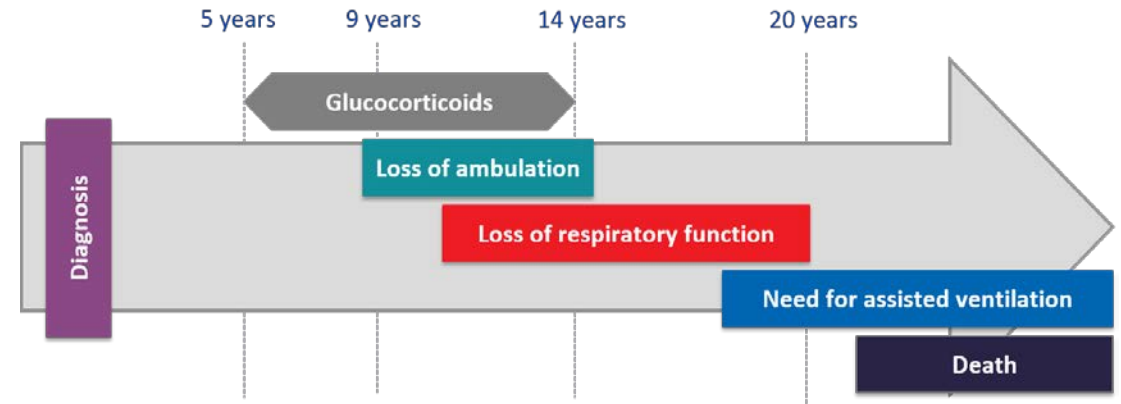 5 years
9 years
14 years
20 years
Glucocorticoids
Loss of ambulation
Diagnosis
Loss of respiratory function
Need for assisted ventilation
Death